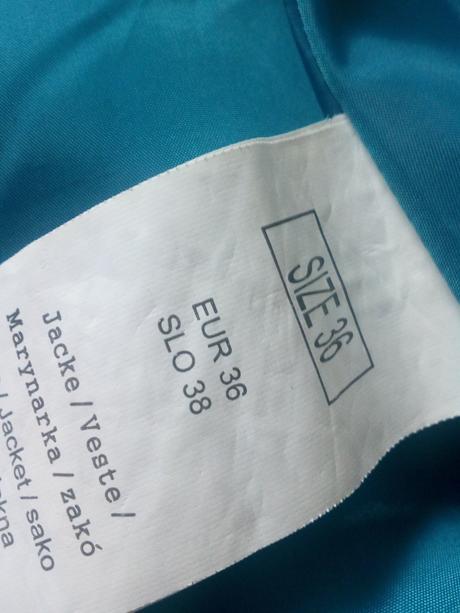 SIZE 36
EUR 36
SLO 38
Jacke / Veste /
Marynarka / zakó
/ Jacket / sako